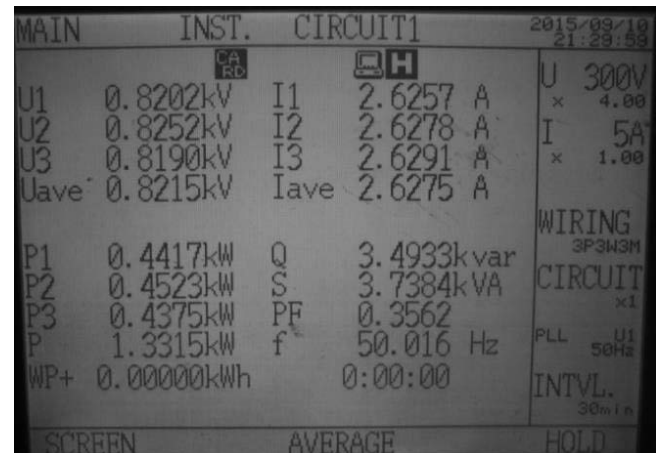 MAIN INST. CIRCUIT1 2015/09/10
21:29:59
CARD H
U 300V
× 4.00
I 5A
× 1.00
U1 0.8202kV I1 2.6257 A
U2 0.8252kV I2 2.6278 A
U3 0.8190kV I3 2.6291 A
Uave 0.8215kV Iave 2.6275 A
WIRING
3P3W3M
CIRCUIT
×1
PLL U1
50Hz
INTVL.
30min
P1 0.4417kW Q 3.4933kvar
P2 0.4523kW S 3.7384kVA
P3 0.4375kW PF 0.3562
P 1.3315kW f 50.016 Hz
WP+ 0.00000kWh 0:00:00
SCREEN AVERAGE HOLD